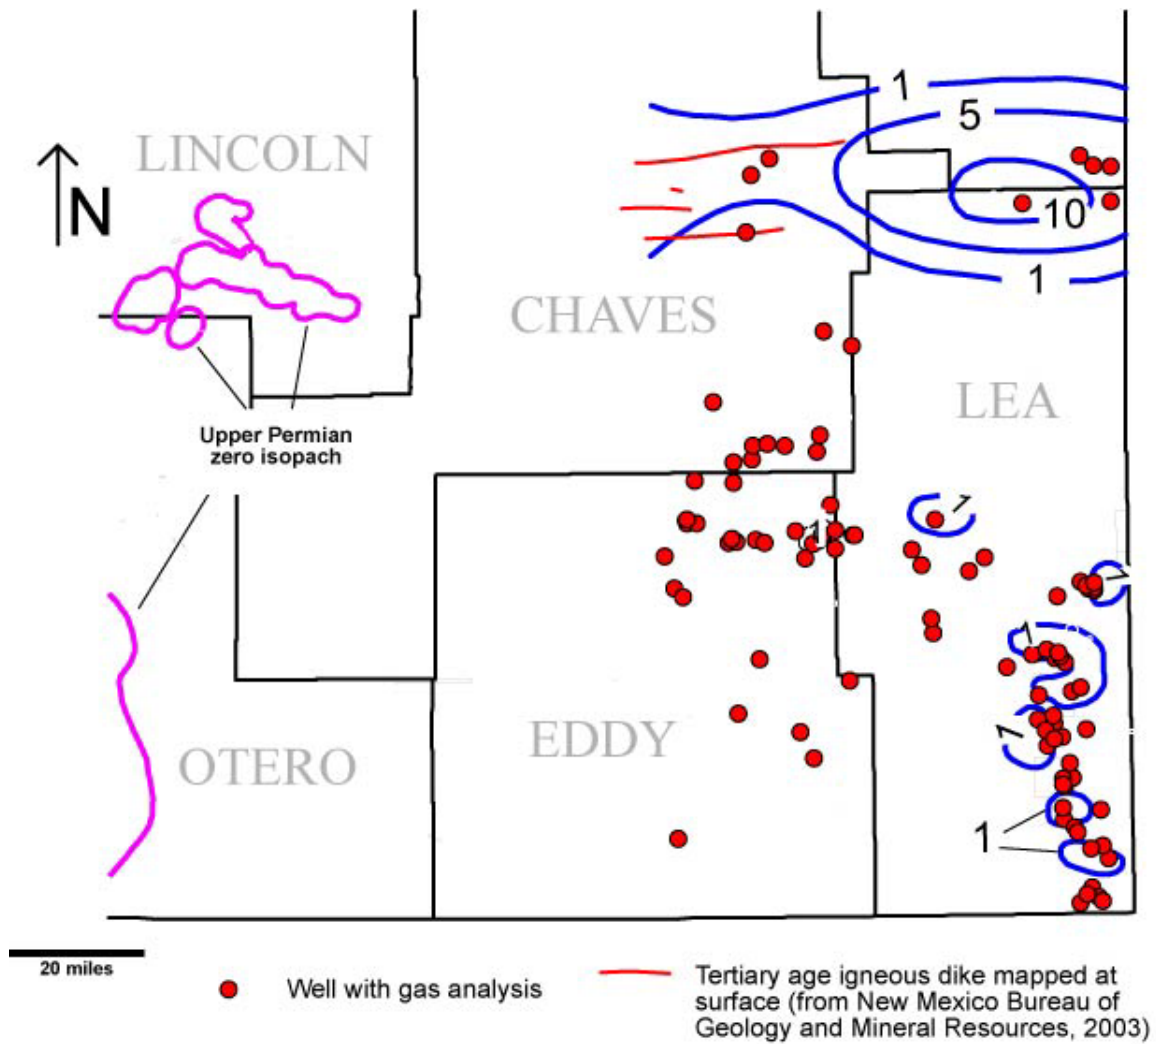 1
5
LINCOLN
N
10
1
CHAVES
LEA
Upper Permian
zero isopach
1
1
1
1
1
EDDY
OTERO
1
20 miles
Well with gas analysis
Tertiary age igneous dike mapped at
surface (from New Mexico Bureau of
Geology and Mineral Resources, 2003)